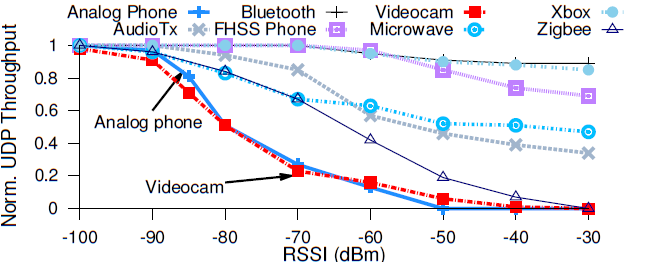 Analog Phone Bluetooth Videocam Xbox
AudioTx FHSS Phone Microwave Zigbee
Norm. UDP Throughput
1
0.8
0.6
0.4
0.2
0
Analog phone
Videocam
-100 -90 -80 -70 -60 -50 -40 -30
RSSI (dBm)